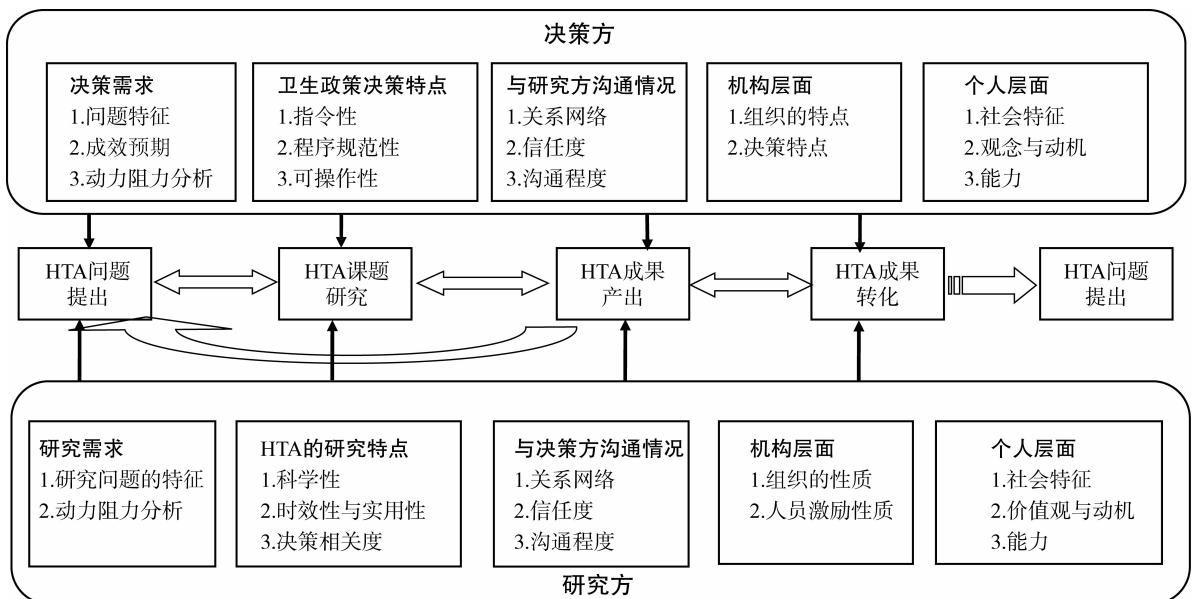 决策方
决策需求
1.问题特征
2.成效预期
3.动力阻力分析
卫生政策决策特点
1.指令性
2.程序规范性
3.可操作性
与研究方沟通情况
1.关系网络
2.信任度
3.沟通程度
机构层面
1.组织的特点
2.决策特点
个人层面
1.社会特征
2.观念与动机
3.能力
HTA问题
提出
HTA课题
研究
HTA成果
产出
HTA成果
转化
HTA问题
提出
研究需求
1.研究问题的特征
2.动力阻力分析
HTA的研究特点
1.科学性
2.时效性与实用性
3.决策相关度
与决策方沟通情况
1.关系网络
2.信任度
3.沟通程度
机构层面
1.组织的性质
2.人员激励性质
个人层面
1.社会特征
2.价值观与动机
3.能力
研究方